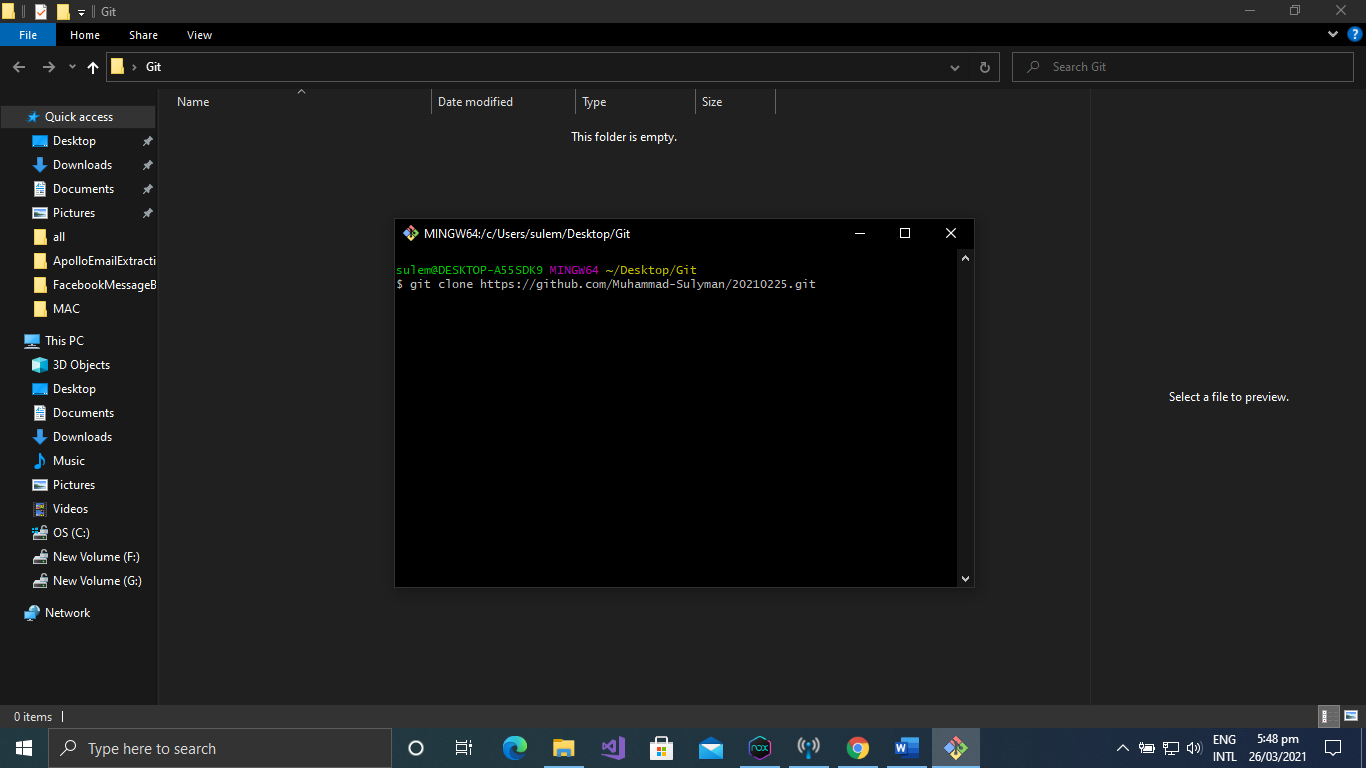 Git
File Home Share View
Git
Search Git
Name Date modified Type Size
This folder is empty.
Quick access
Desktop
Downloads
Documents
Pictures
all
ApolloEmailExtracti
FacebookMessageB
MAC
This PC
3D Objects
Desktop
Documents
Downloads
Music
Pictures
Videos
OS (C:)
New Volume (F:)
New Volume (G:)
Network
MINGW64:/c/Users/sulem/Desktop/Git
sulem@DESKTOP-A55SDK9 MINGW64 ~/Desktop/Git
$ git clone https://github.com/Muhammad-Sulyman/20210225.git
Select a file to preview.
0 items
Type here to search
nox
W
ENG
INTL
5:48 pm
26/03/2021